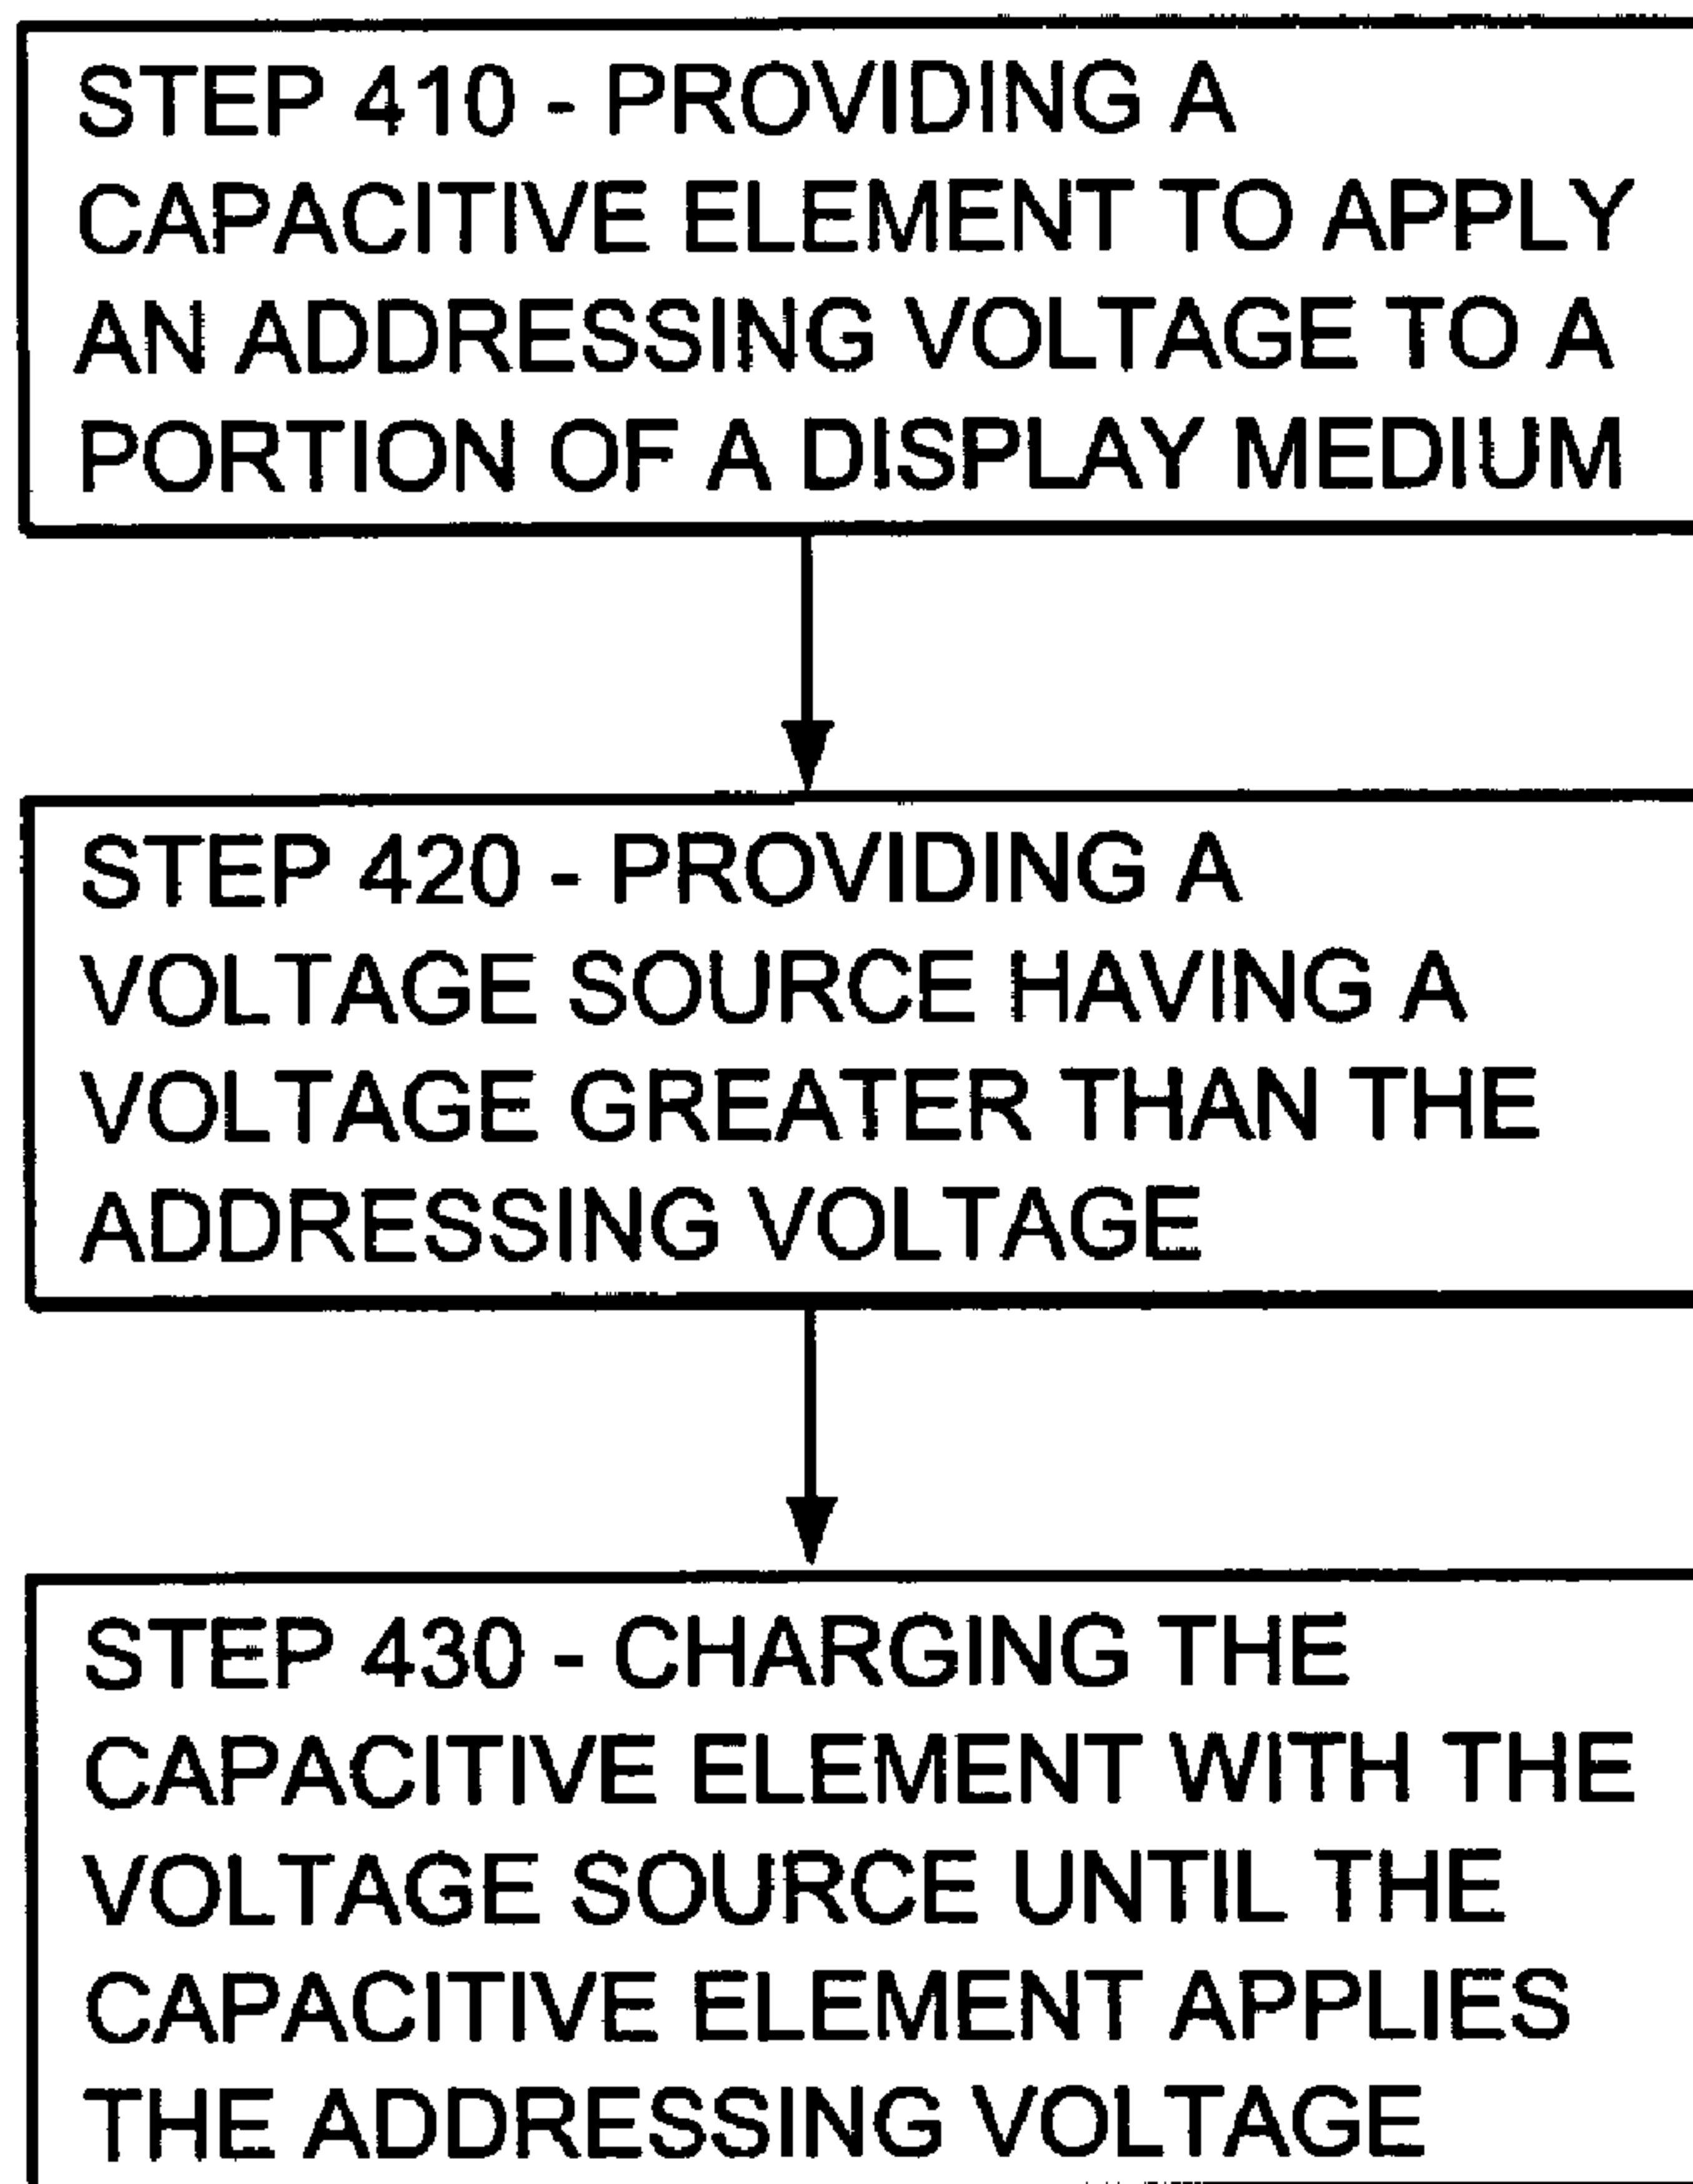 STEP 410 - PROVIDING A
CAPACITIVE ELEMENT TO APPLY
AN ADDRESSING VOLTAGE TO A
PORTION OF A DISPLAY MEDIUM
STEP 420 - PROVIDING A
VOLTAGE SOURCE HAVING A
VOLTAGE GREATER THAN THE
ADDRESSING VOLTAGE
STEP 430 - CHARGING THE
CAPACITIVE ELEMENT WITH THE
VOLTAGE SOURCE UNTIL THE
CAPACITIVE ELEMENT APPLIES
THE ADDRESSING VOLTAGE